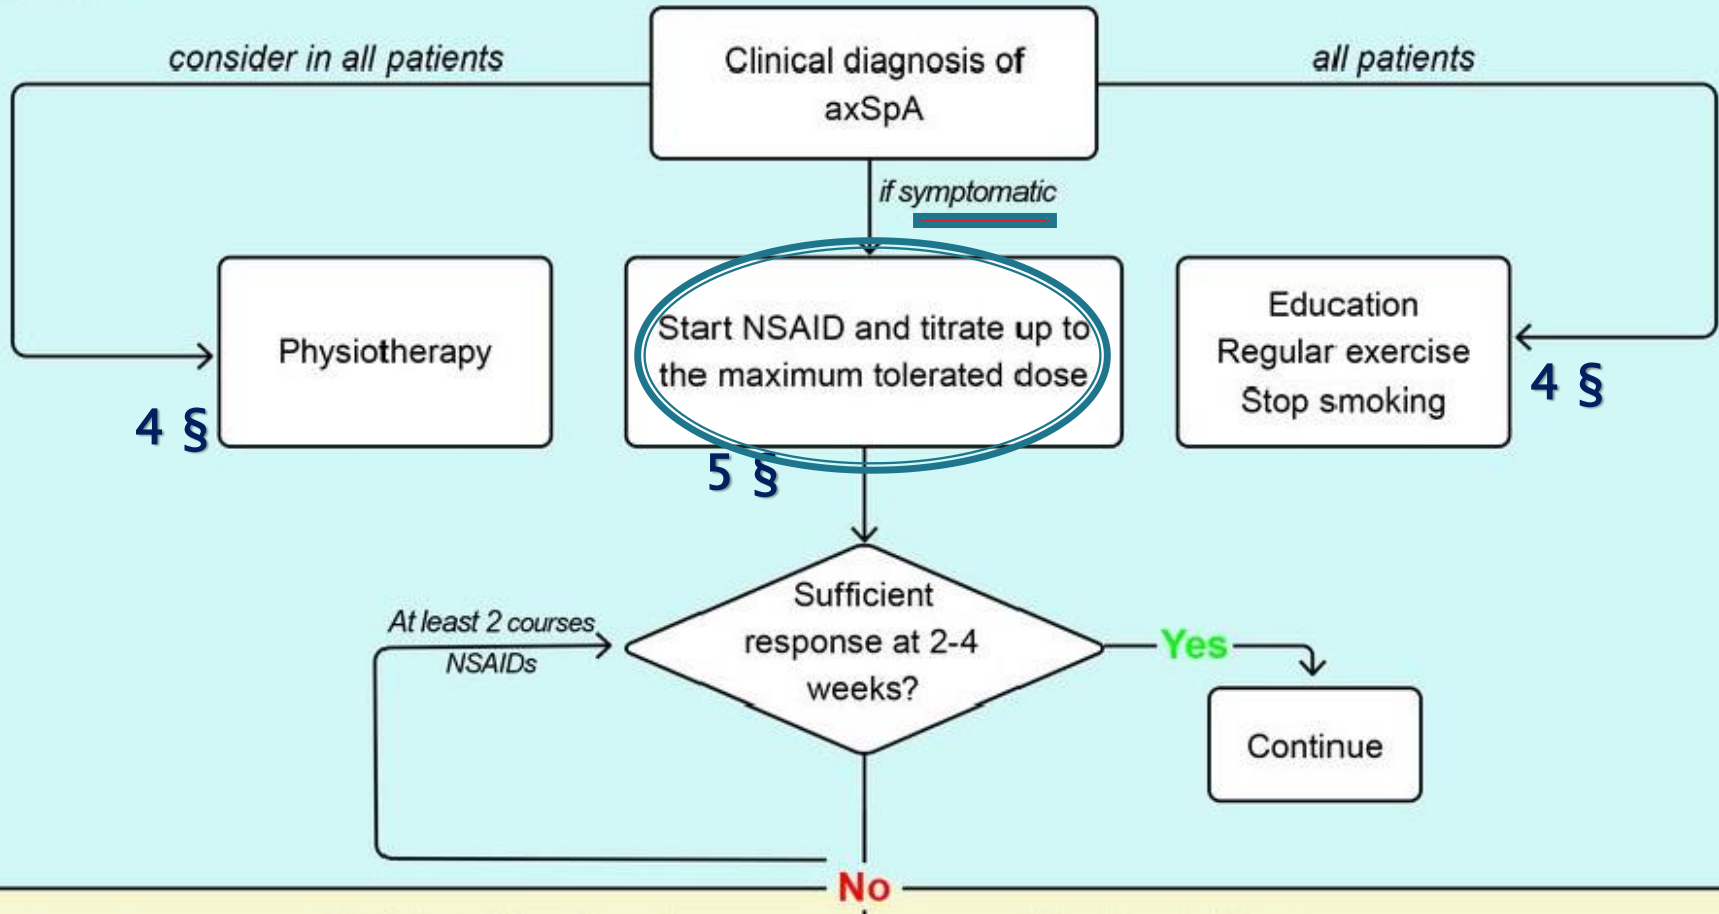 consider in all patients
Clinical diagnosis of
axSpA
all patients
if symptomatic
Physiotherapy
4 §
Start NSAID and titrate up to
the maximum tolerated dose
5 §
Education
Regular exercise
Stop smoking
4 §
At least 2 courses
NSAIDs
Sufficient
response at 2-4
weeks?
Yes
Continue
No